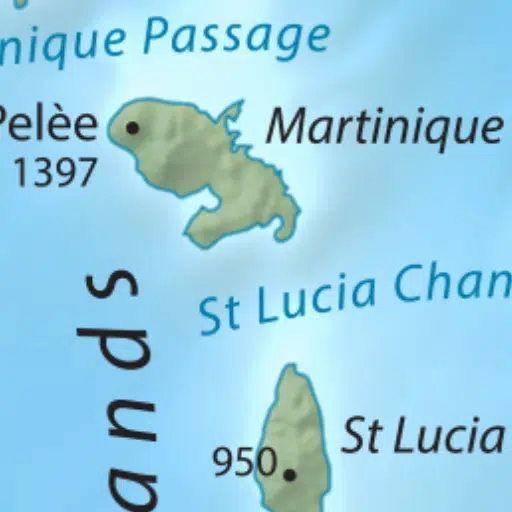 nique Passage
Pelèe
1397
Martinique
St Lucia Chan
ands
St Lucia
950